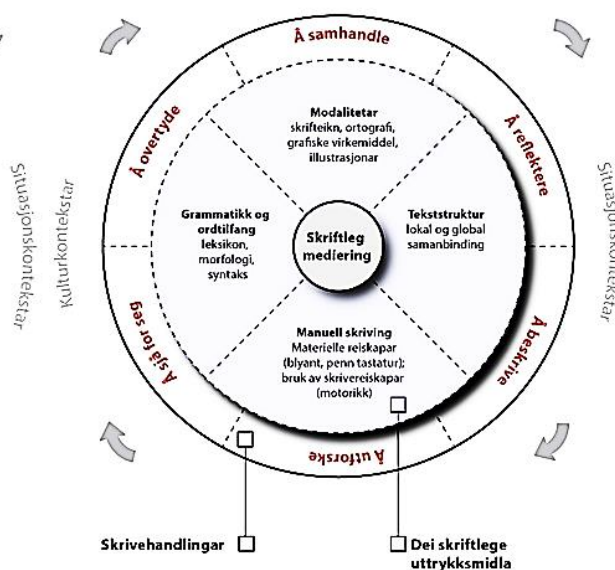 Å samhandle
Å reflektere
Å beskrive
Å utforske
Å sjå for seg
Å overtyde
Situasjonskontekstar
Kulturkontekstar
Situasjonskontekstar
Modalitetar
skrifteikn, ortografi,
grafiske virkemiddel,
illustrasjonar
Grammatikk og
ordtilfang
leksikon,
morfologi,
syntaks
Skriftleg
mediering
Tekststruktur
lokal og global
samanbinding
Manuell skriving
Materielle reiskapar
(blyant, penn tastatur);
bruk av skrivereiskapar
(motorikk)
Skrivehandlingar
Dei skriftlege
uttrykksmidla